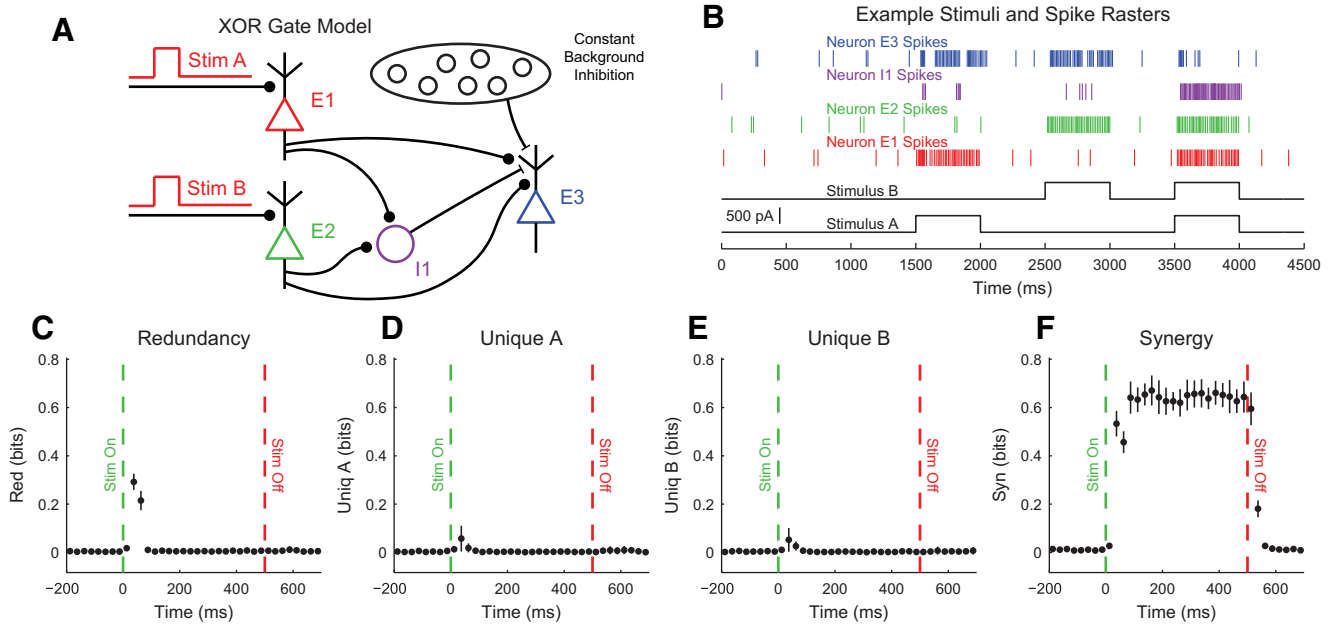 A
XOR Gate Model
Stim A
E1
Constant
Background
Inhibition
Stim B
E2
I1
E3
B
Example Stimuli and Spike Rasters
Neuron E3 Spikes
Neuron I1 Spikes
Neuron E2 Spikes
Neuron E1 Spikes
Stimulus B
500 pA
Stimulus A
0 500 1000 1500 2000 2500 3000 3500 4000 4500
Time (ms)
C
Redundancy
Red (bits)
0.8
0.6
0.4
0.2
0
Stim On
Stim Off
−200 0 200 400 600
Time (ms)
D
Unique A
Uniq A (bits)
0.8
0.6
0.4
0.2
0
Stim On
Stim Off
−200 0 200 400 600
Time (ms)
E
Unique B
Uniq B (bits)
0.8
0.6
0.4
0.2
0
Stim On
Stim Off
−200 0 200 400 600
Time (ms)
F
Synergy
Syn (bits)
0.8
0.6
0.4
0.2
0
Stim On
Stim Off
−200 0 200 400 600
Time (ms)